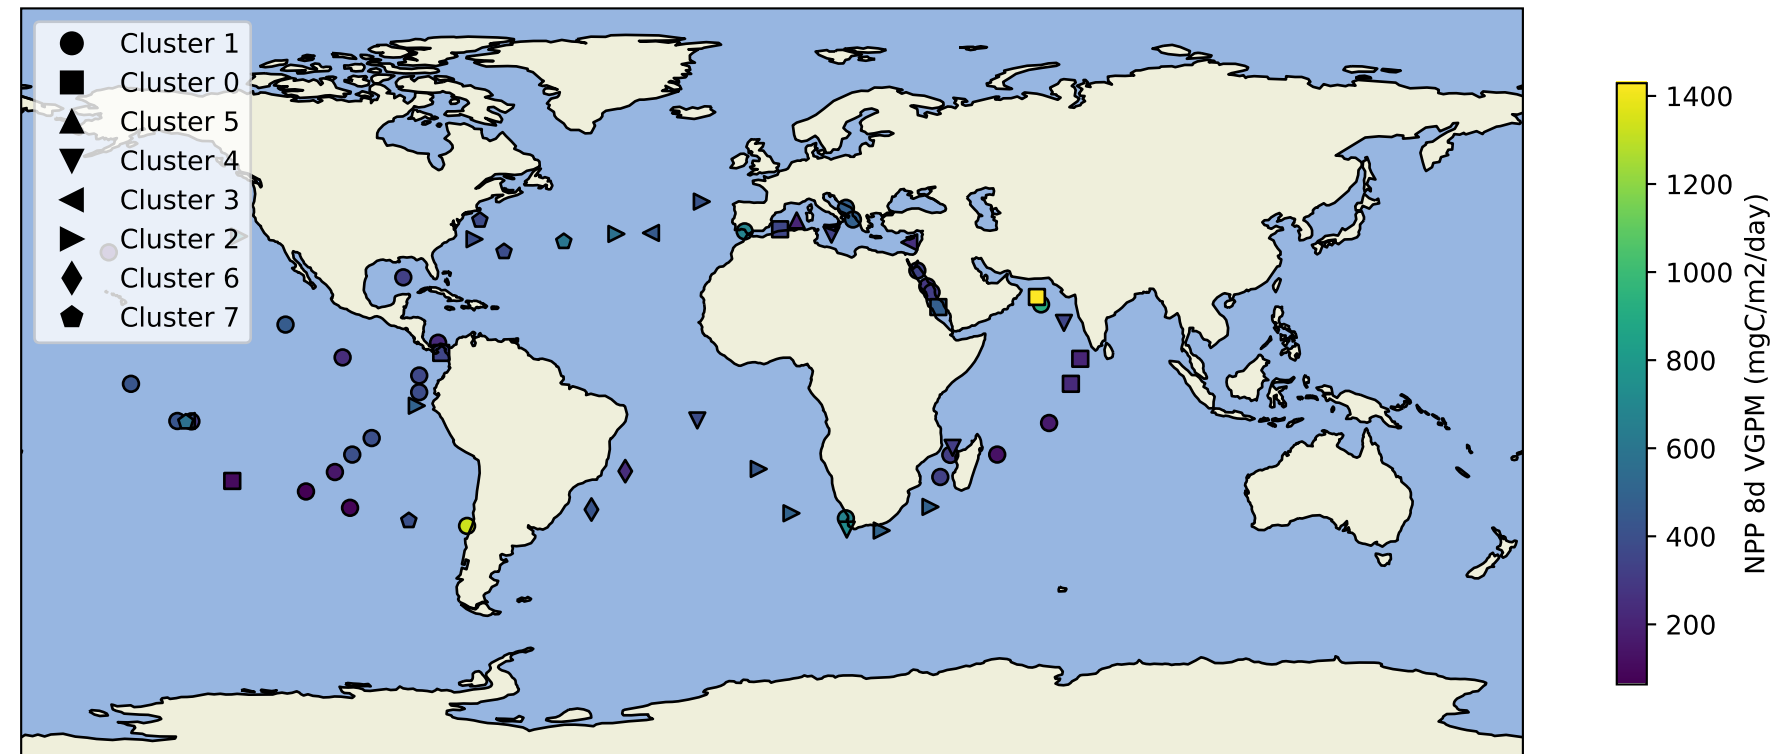 Cluster 1
Cluster 0
Cluster 5
Cluster 4
Cluster 3
Cluster 2
Cluster 6
Cluster 7
1400
1200
1000
800
600
400
200
NPP 8d VGPM (mgC/m2/day)